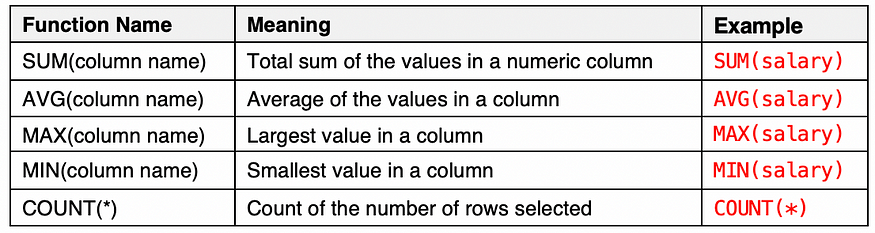 Function Name Meaning Example
SUM(column name) Total sum of the values in a numeric column SUM(salary)
AVG(column name) Average of the values in a column AVG(salary)
MAX(column name) Largest value in a column MAX(salary)
MIN(column name) Smallest value in a column MIN(salary)
COUNT(*) Count of the number of rows selected COUNT(*)